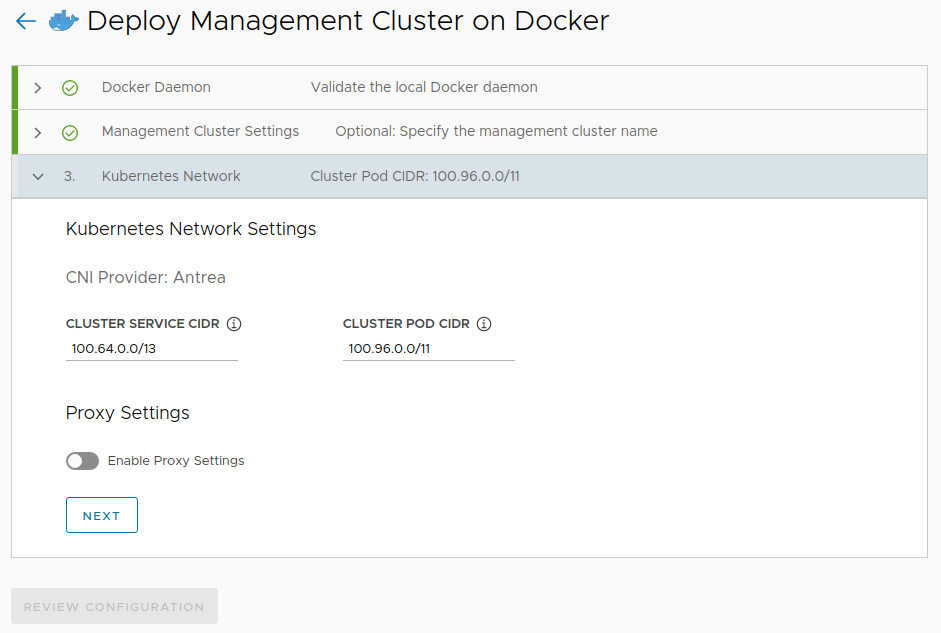 Deploy Management Cluster on Docker
Docker Daemon Validate the local Docker daemon
Management Cluster Settings Optional: Specify the management cluster name
3. Kubernetes Network Cluster Pod CIDR: 100.96.0.0/11
Kubernetes Network Settings
CNI Provider: Antrea
CLUSTER SERVICE CIDR CLUSTER POD CIDR
100.64.0.0/13 100.96.0.0/11
Proxy Settings
Enable Proxy Settings
NEXT
REVIEW CONFIGURATION